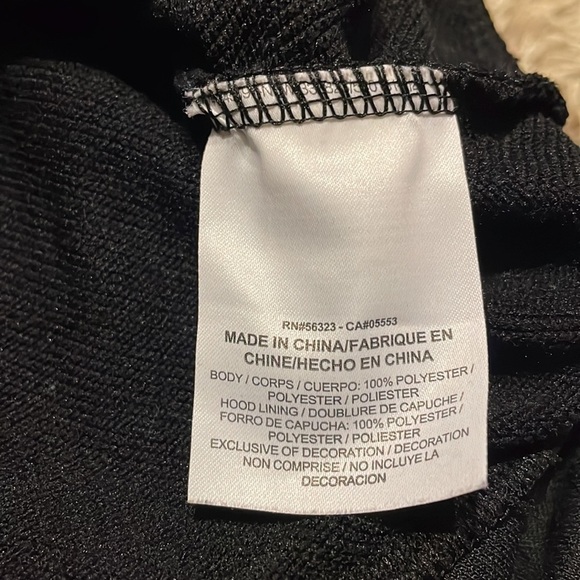 RN#56323 - CA#05553
MADE IN CHINA/FABRIQUE EN
CHINE/HECHO EN CHINA
BODY / CORPS / CUERPO: 100% POLYESTER /
POLYESTER / POLIESTER
HOOD LINING / DOUBLURE DE CAPUCHE /
FORRO DE CAPUCHA: 100% POLYESTER /
POLYESTER / POLIESTER
EXCLUSIVE OF DECORATION / DECORATION
NON COMPRISE / NO INCLUYE LA
DECORACION